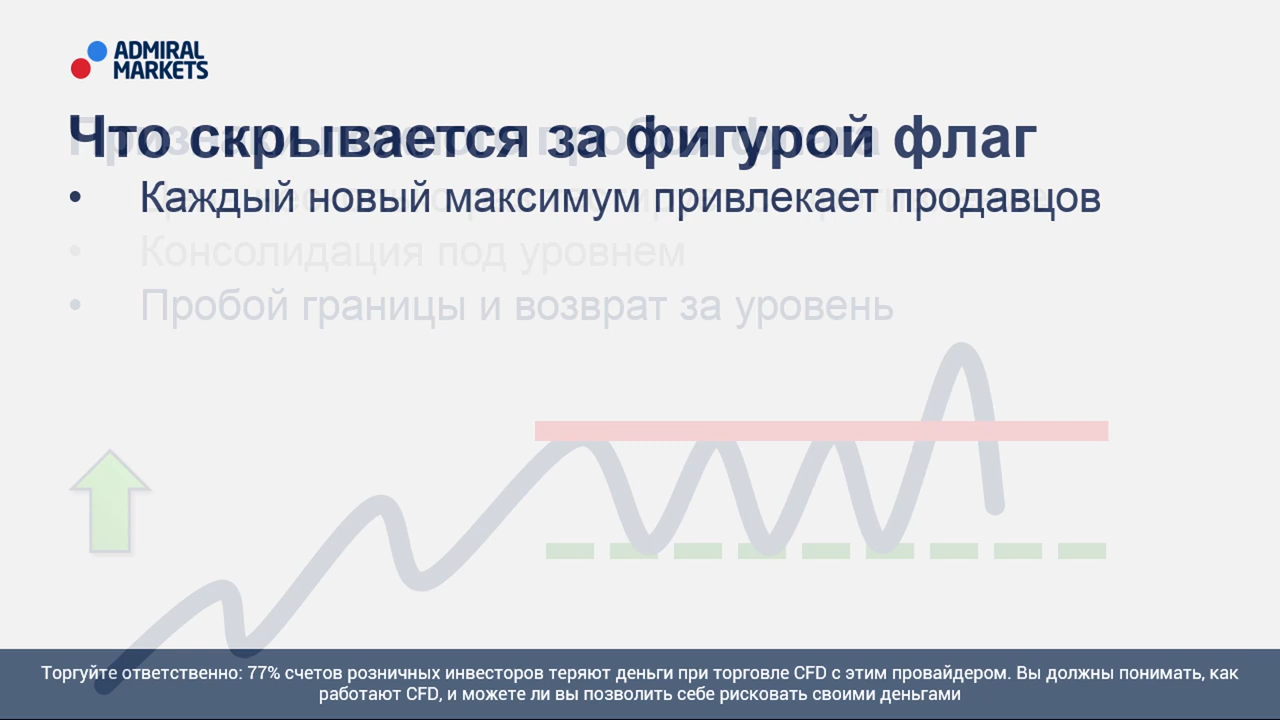 ADMIRAL
MARKETS
Что скрывается за фигурой флаг
• Каждый новый максимум привлекает продавцов
• Консолидация под уровнем
• Пробой границы и возврат за уровень
Торгуйте ответственно: 77% счетов розничных инвесторов теряют деньги при торговле CFD с этим провайдером. Вы должны понимать, как
работают CFD, и можете ли вы позволить себе рисковать своими деньгами